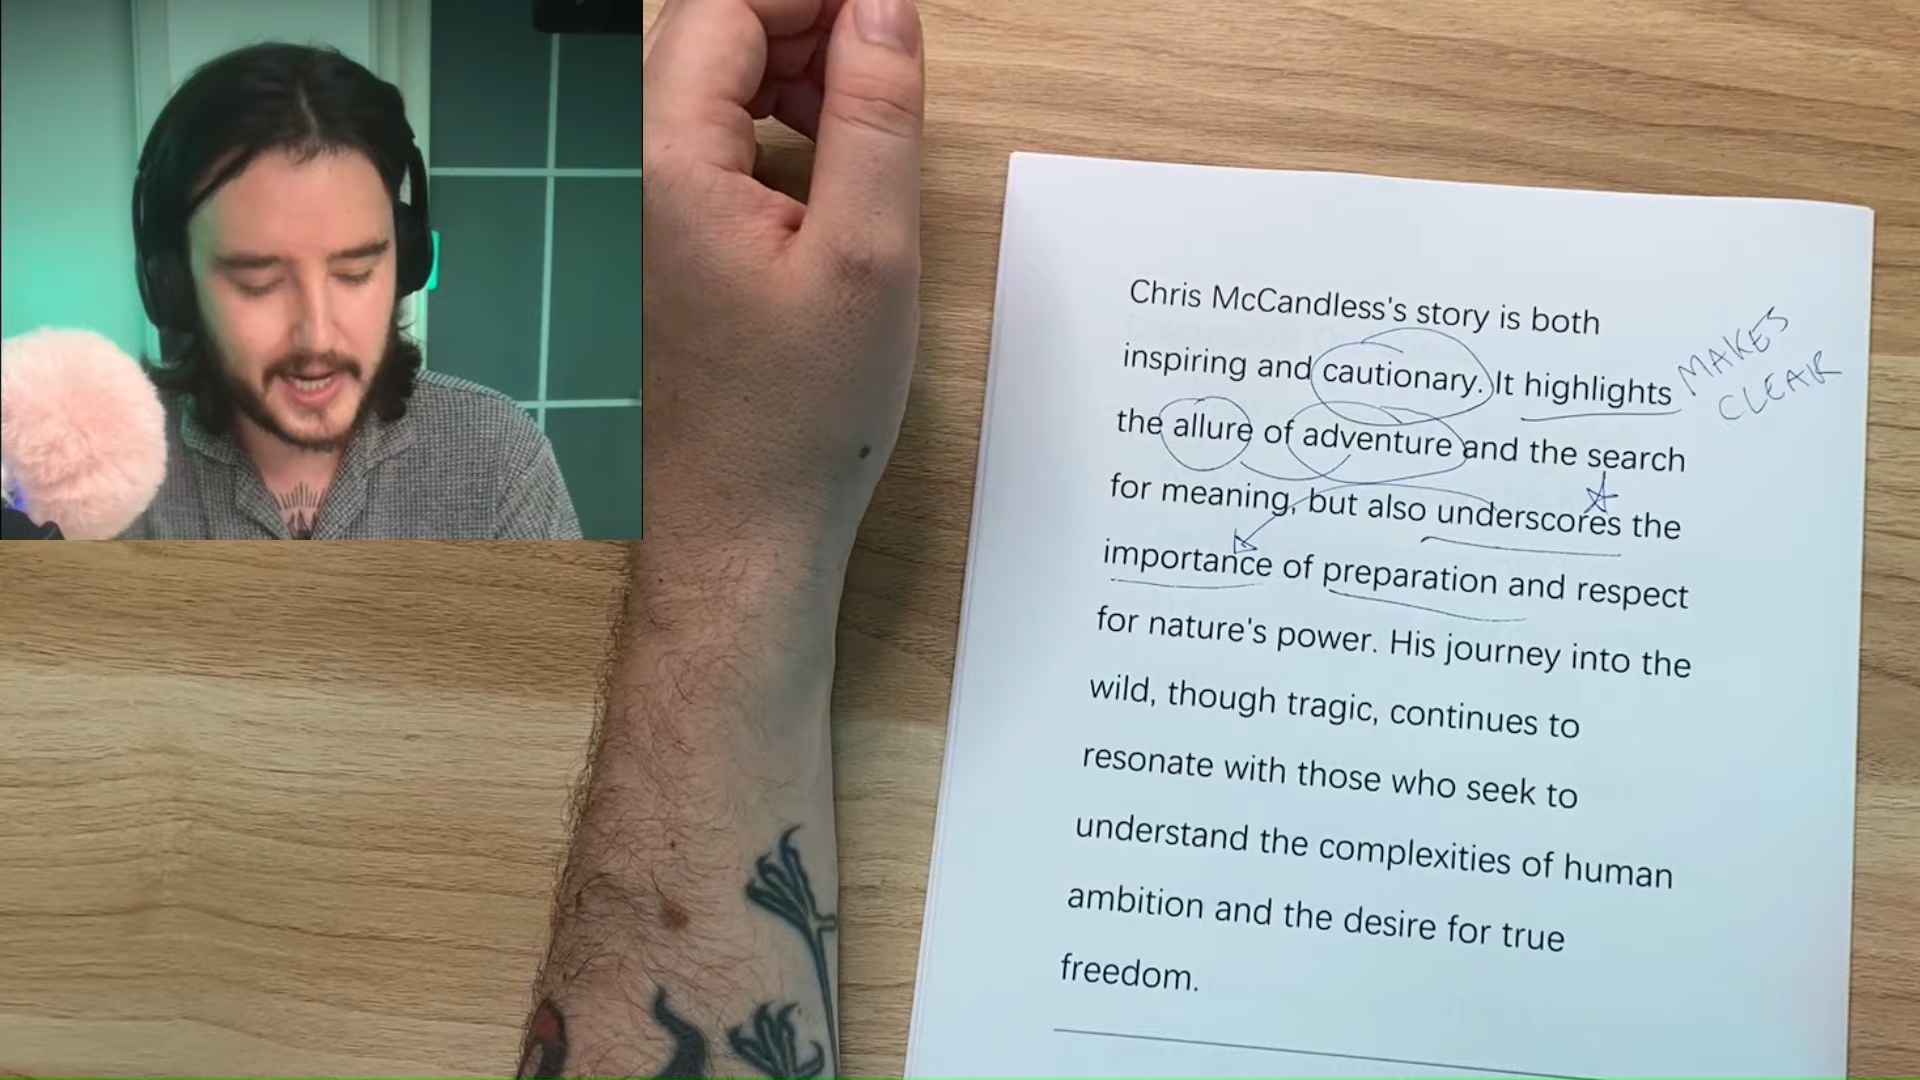 Chris McCandless's story is both
inspiring and cautionary. It highlights
MAKES
CLEAR
the allure of adventure and the search
for meaning, but also underscores the
importance of preparation and respect
for nature's power. His journey into the
wild, though tragic, continues to
resonate with those who seek to
understand the complexities of human
ambition and the desire for true
freedom.